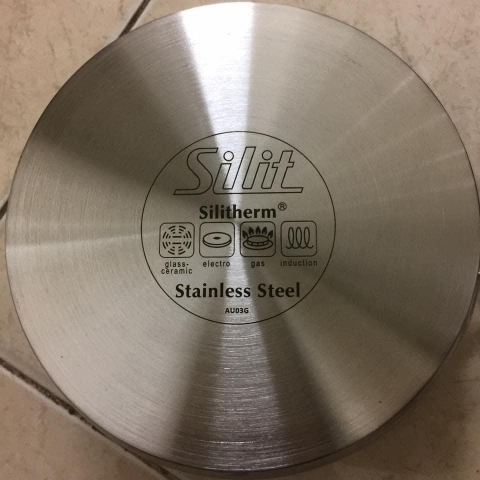 Silit
Silitherm®
glass-ceramic electro gas induction
Stainless Steel
AU03G